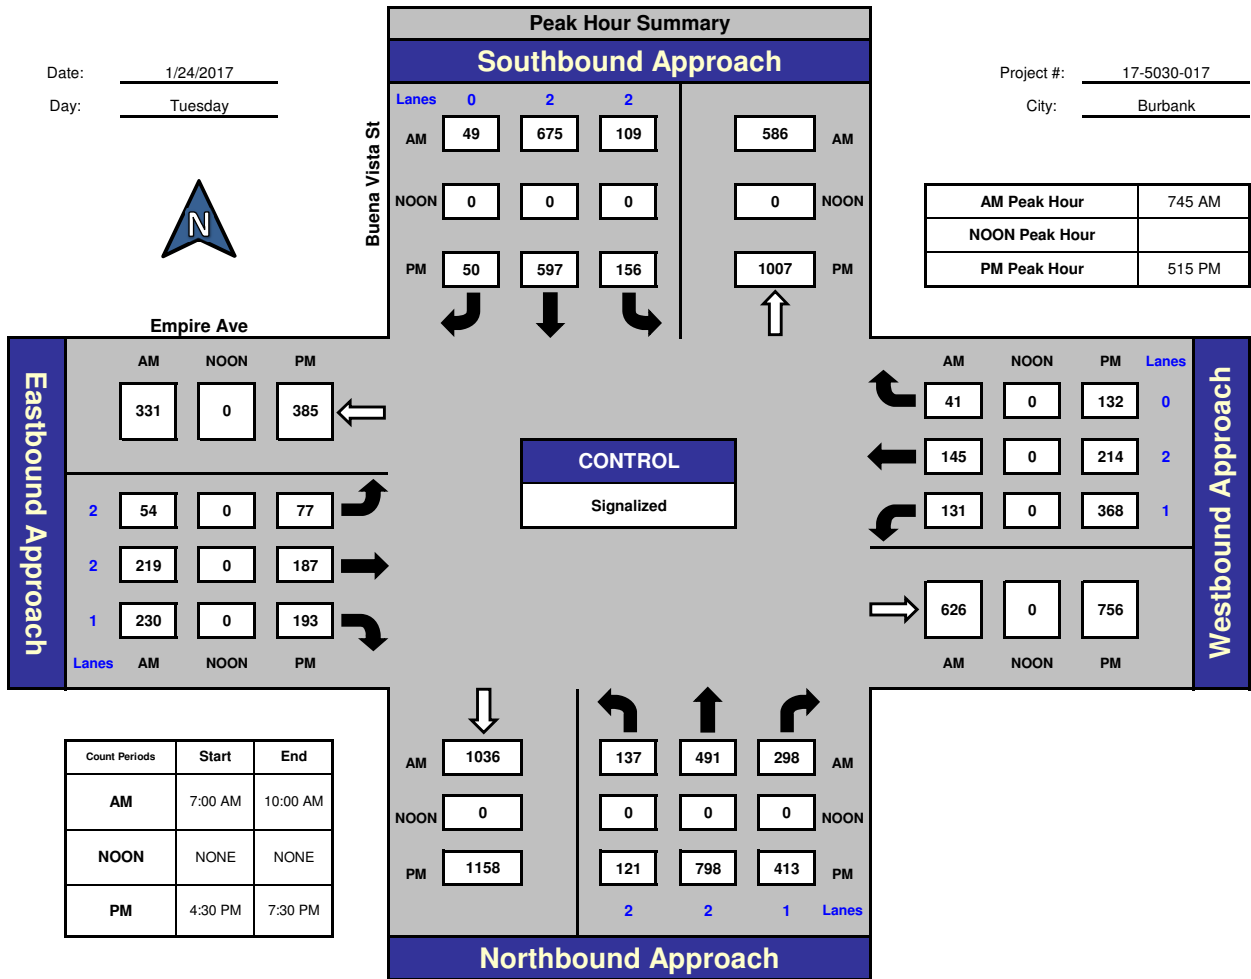 Peak Hour Summary
Southbound Approach
Date: 1/24/2017
Day: Tuesday
Project #: 17-5030-017
City: Burbank
N
Buena Vista St
Lanes 0 2 2
AM 49 675 109 586 AM
NOON 0 0 0 0 NOON
PM 50 597 156 1007 PM
AM Peak Hour 745 AM
NOON Peak Hour
PM Peak Hour 515 PM
Empire Ave
Eastbound Approach
AM NOON PM
331 0 385
2 54 0 77
2 219 0 187
1 230 0 193
Lanes AM NOON PM
CONTROL
Signalized
AM NOON PM Lanes
41 0 132 0
145 0 214 2
131 0 368 1
626 0 756
AM NOON PM
Westbound Approach
AM 1036 137 491 298 AM
NOON 0 0 0 0 NOON
PM 1158 121 798 413 PM
2 2 1 Lanes
Northbound Approach
Count Periods Start End
AM 7:00 AM 10:00 AM
NOON NONE NONE
PM 4:30 PM 7:30 PM